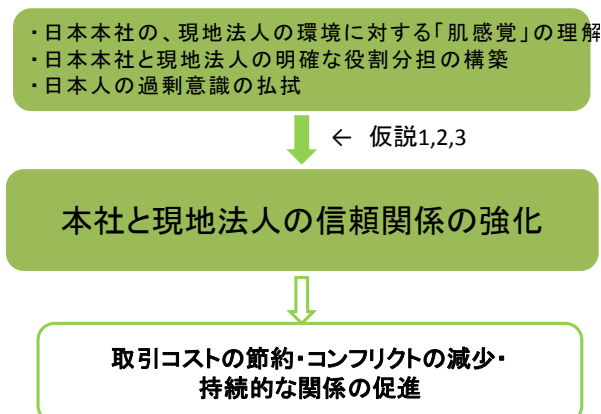 ・日本本社の、現地法人の環境に対する「肌感覚」の理解
・日本本社と現地法人の明確な役割分担の構築
・日本人の過剰意識の払拭
← 仮説1,2,3
本社と現地法人の信頼関係の強化
取引コストの節約・コンフリクトの減少・
持続的な関係の促進